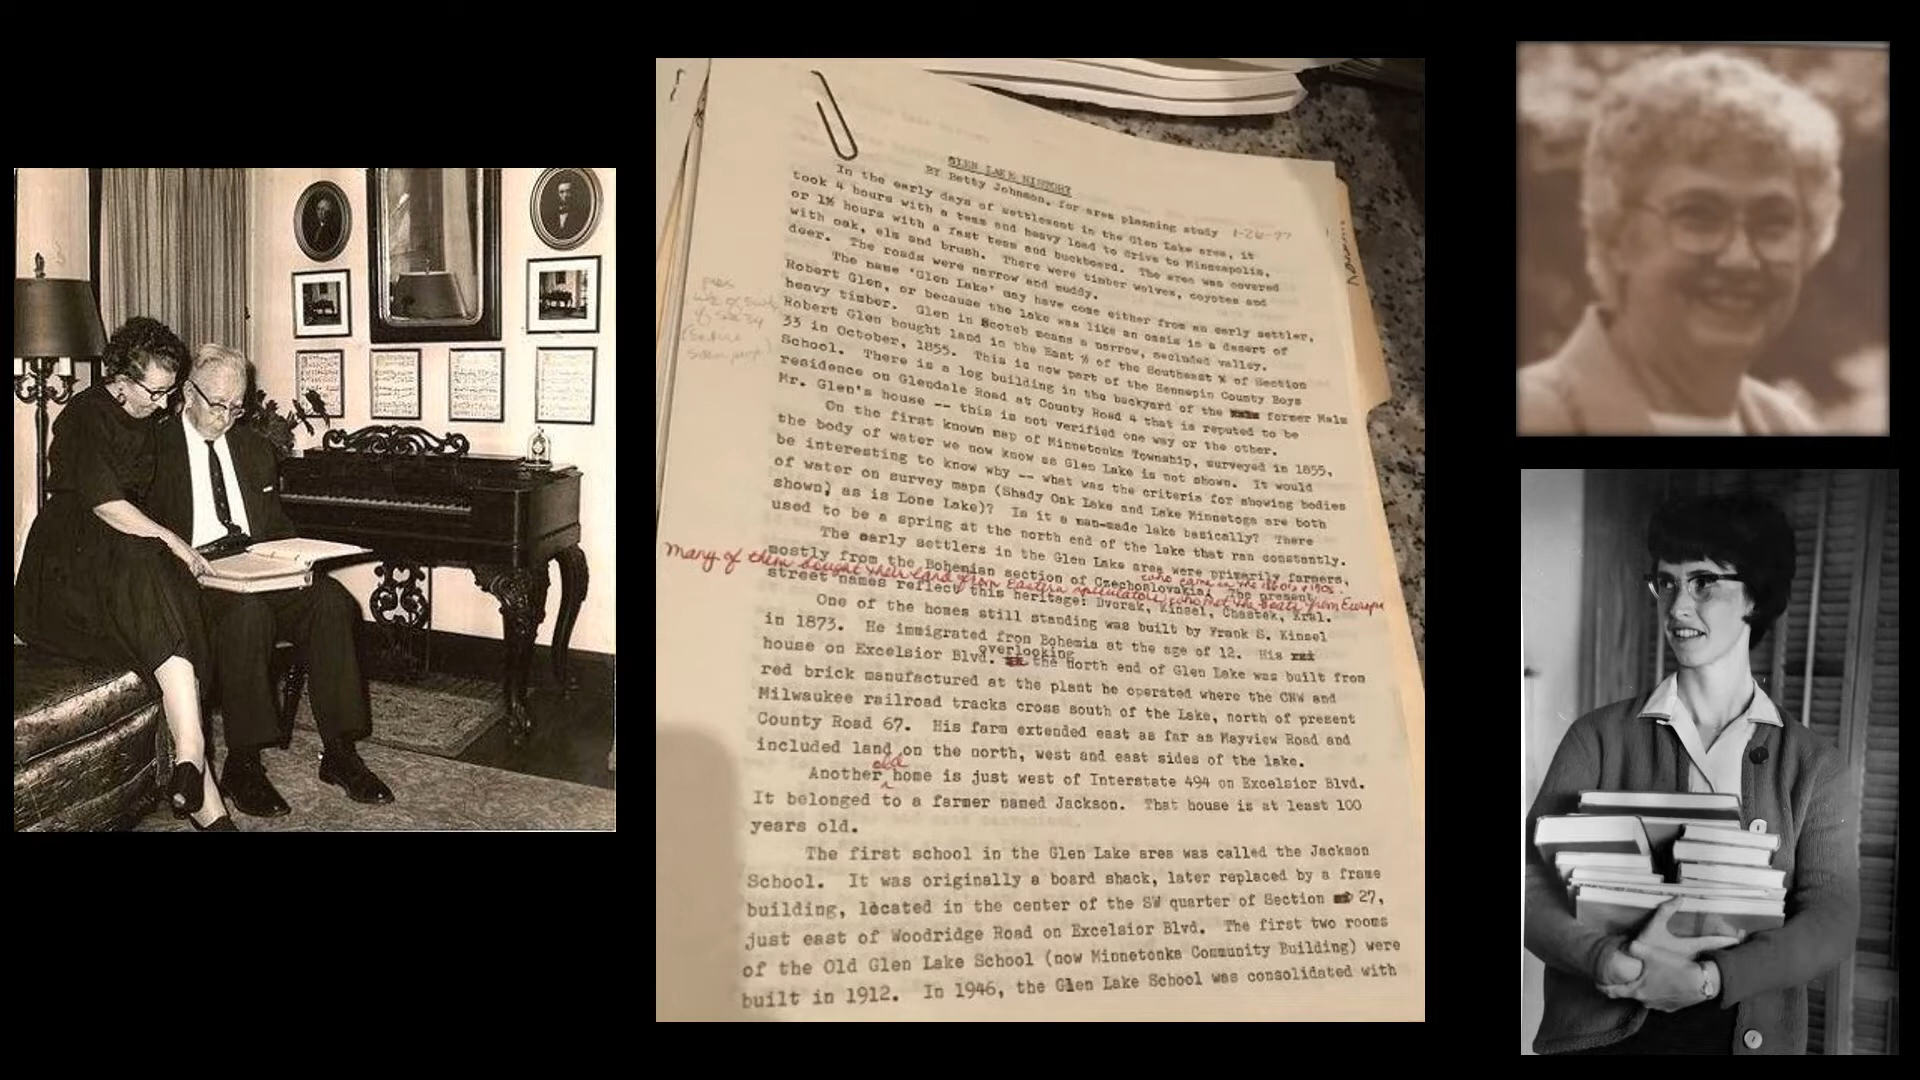 GLEN LAKE HISTORY
BY Betty Johnson, for area planning study 1-26-77
In the early days of settlement in the Glen Lake area, it
took 4 hours with a team and heavy load to drive to Minneapolis,
or 1½ hours with a fast team and buckboard. The area was covered
with oak, elm and brush. There were timber wolves, coyotes and
deer. The roads were narrow and muddy.
The name "Glen Lake" may have come either from an early settler,
Robert Glen, or because the lake was like an oasis in a desert of
heavy timber. Glen in Scotch means a narrow, secluded valley.
Robert Glen bought land in the East ½ of the Southeast ¼ of Section
33 in October, 1855. This is now part of the Hennepin County Boys
School. There is a log building in the backyard of the former Mals
residence on Glendale Road at County Road 4 that is reputed to be
Mr. Glen's house -- this is not verified one way or the other.
On the first known map of Minnetonka Township, surveyed in 1855,
the body of water we now know as Glen Lake is not shown. It would
be interesting to know why -- what was the criteria for showing bodies
of water on survey maps (Shady Oak Lake and Lake Minnetoga are both
shown) as is Lone Lake)? Is it a man-made lake basically? There
used to be a spring at the north end of the lake that ran constantly.
The early settlers in the Glen Lake area were primarily farmers,
mostly from the Bohemian section of Czechoslovakia. The present
who came in the
many of them bought their land from Eastern speculators who met the boats from Europe
street names reflect this heritage: Dvorak, Kinsel, Chastek, Kral.
One of the homes still standing was built by Frank S. Kinsel
in 1873. He immigrated from Bohemia at the age of 12. His
overlooking
house on Excelsior Blvd. the north end of Glen Lake was built from
red brick manufactured at the plant he operated where the CNW and
Milwaukee railroad tracks cross south of the Lake, north of present
County Road 67. His farm extended east as far as Mayview Road and
included land on the north, west and east sides of the lake.
old
Another home is just west of Interstate 494 on Excelsior Blvd.
It belonged to a farmer named Jackson. That house is at least 100
years old.
The first school in the Glen Lake area was called the Jackson
School. It was originally a board shack, later replaced by a frame
building, located in the center of the SW quarter of Section 27,
just east of Woodridge Road on Excelsior Blvd. The first two rooms
of the Old Glen Lake School (now Minnetonka Community Building) were
built in 1912. In 1946, the Glen Lake School was consolidated with